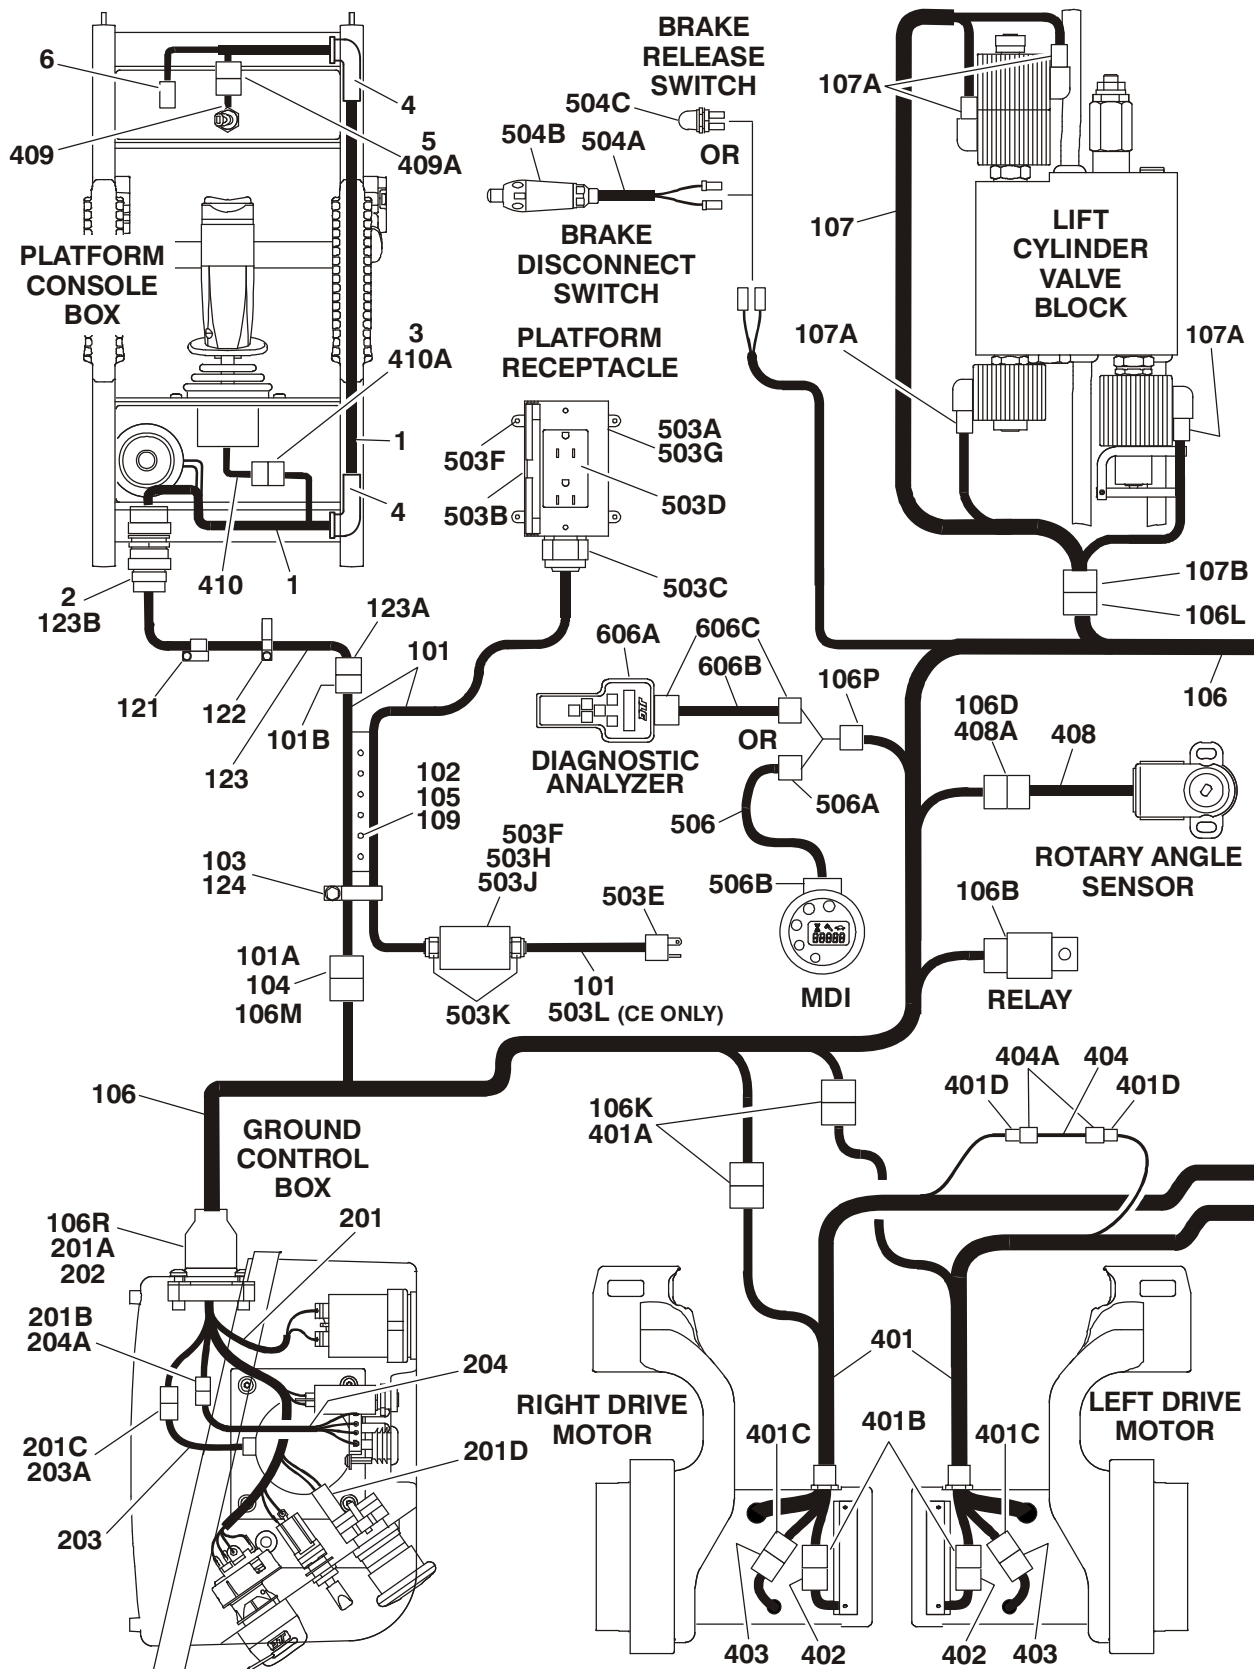 BRAKE
RELEASE
SWITCH
6
4
409
5
409A
504C
504B
504A
OR
107A
107
LIFT
CYLINDER
VALVE
BLOCK
PLATFORM
CONSOLE
BOX
BRAKE
DISCONNECT
SWITCH
3
410A
PLATFORM
RECEPTACLE
107A
107A
1
503F
503A
503G
4
503B
503D
2
123B
410
1
503C
107B
106L
123A
101
606A
606C
606B
106P
121
122
101B
123
106
106D
408A
408
OR
DIAGNOSTIC
ANALYZER
102
105
109
506A
506
503F
503H
503J
ROTARY ANGLE
SENSOR
103
124
506B
503E
106B
101A
104
106M
503K
101
503L (CE ONLY)
MDI
RELAY
404A
404
401D
401D
106
106K
401A
GROUND
CONTROL
BOX
106R
201A
202
201
201B
204A
204
401
RIGHT DRIVE
MOTOR
LEFT DRIVE
MOTOR
401C
401B
401C
201C
203A
201D
203
403
402
402
403